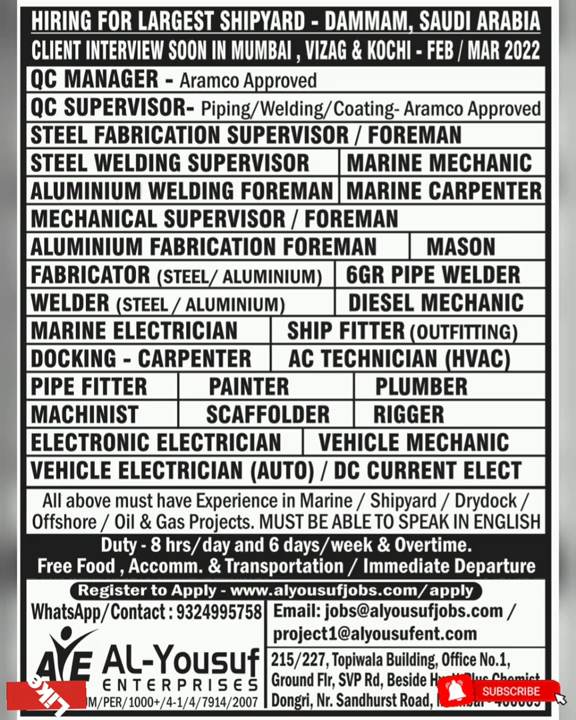 HIRING FOR LARGEST SHIPYARD - DAMMAM, SAUDI ARABIA
CLIENT INTERVIEW SOON IN MUMBAI , VIZAG & KOCHI - FEB / MAR 2022
QC MANAGER - Aramco Approved
QC SUPERVISOR- Piping/Welding/Coating- Aramco Approved
STEEL FABRICATION SUPERVISOR / FOREMAN
STEEL WELDING SUPERVISOR MARINE MECHANIC
ALUMINIUM WELDING FOREMAN MARINE CARPENTER
MECHANICAL SUPERVISOR / FOREMAN
ALUMINIUM FABRICATION FOREMAN MASON
FABRICATOR (STEEL/ ALUMINIUM) 6GR PIPE WELDER
WELDER (STEEL / ALUMINIUM) DIESEL MECHANIC
MARINE ELECTRICIAN SHIP FITTER (OUTFITTING)
DOCKING - CARPENTER AC TECHNICIAN (HVAC)
PIPE FITTER PAINTER PLUMBER
MACHINIST SCAFFOLDER RIGGER
ELECTRONIC ELECTRICIAN VEHICLE MECHANIC
VEHICLE ELECTRICIAN (AUTO) / DC CURRENT ELECT
All above must have Experience in Marine / Shipyard / Drydock /
Offshore / Oil & Gas Projects. MUST BE ABLE TO SPEAK IN ENGLISH
Duty - 8 hrs/day and 6 days/week & Overtime.
Free Food , Accomm. & Transportation / Immediate Departure
Register to Apply - www.alyousufjobs.com/apply
WhatsApp/Contact : 9324995758
Email: jobs@alyousufjobs.com /
project1@alyousufent.com
AYE AL-Yousuf
ENTERPRISES
/PER/1000+/4-1/4/7914/2007
215/227, Topiwala Building, Office No.1,
Ground Flr, SVP Rd, Beside
Dongri, Nr. Sandhurst Road,
Like
SUBSCRIBE